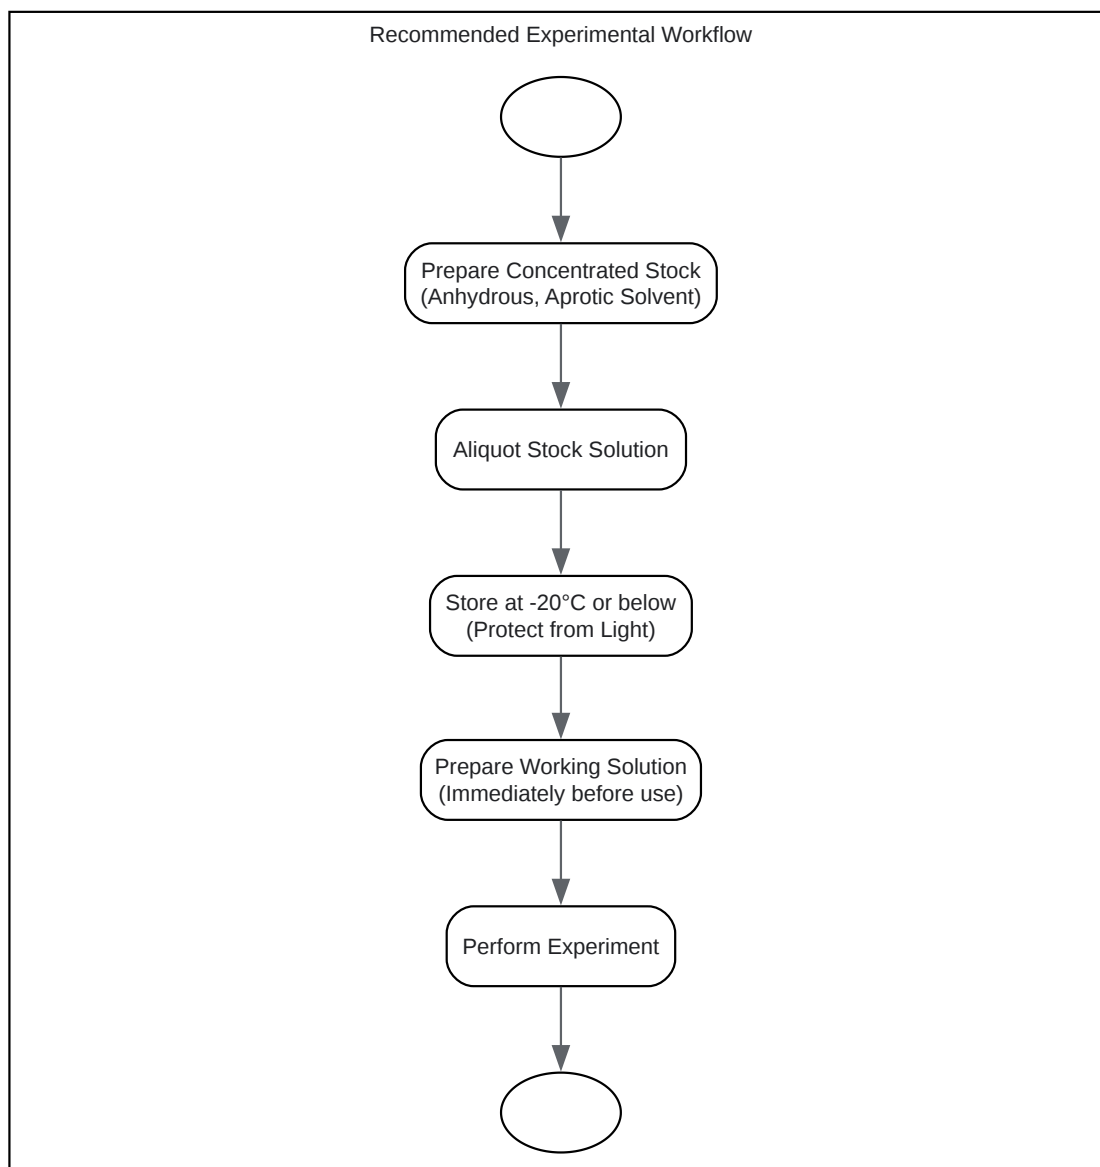 Recommended Experimental Workflow
Prepare Concentrated Stock
(Anhydrous, Aprotic Solvent)
Aliquot Stock Solution
Store at -20°C or below
(Protect from Light)
Prepare Working Solution
(Immediately before use)
Perform Experiment